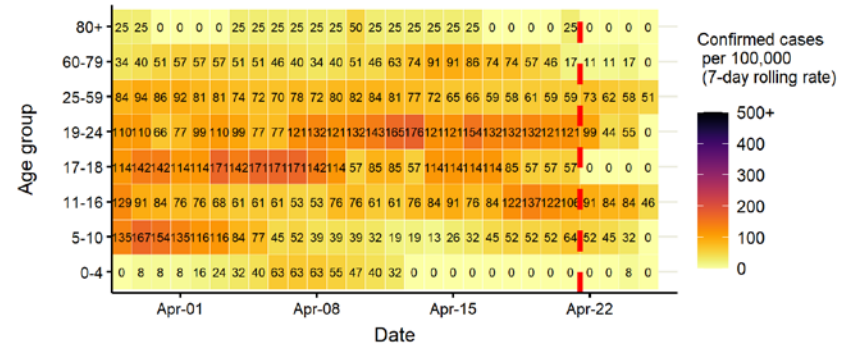 80+ 25 25 0 0 0 0 25 25 25 25 25 25 50 25 25 25 25 25 25 0 0 0 0 25 0 0 0 0
60-79 34 40 51 57 57 57 51 51 46 40 34 40 51 46 63 74 91 91 86 74 74 57 46 17 11 11 17 0
25-59 84 94 86 92 81 81 74 72 70 78 72 80 82 84 81 77 72 65 66 59 58 61 59 59 73 62 58 51
19-24 110 110 66 77 99 110 99 77 77 121 132 121 132 143 165 176 121 121 154 132 132 132 121 121 99 44 55 0
17-18 114 142 142 114 114 171 142 171 171 171 142 114 57 85 85 57 114 114 114 114 85 57 57 57 0 0 0 0
11-16 129 91 84 76 76 68 61 61 61 53 53 76 76 61 61 76 84 91 76 84 122 137 122 106 91 84 84 46
5-10 135 167 154 135 116 116 84 77 45 52 39 39 39 32 19 19 13 26 32 45 52 52 52 64 52 45 32 0
0-4 0 8 8 8 16 24 32 40 63 63 63 55 47 40 32 0 0 0 0 0 0 0 0 0 0 0 8 0
Age group
Apr-01 Apr-08 Apr-15 Apr-22
Date
Confirmed cases
per 100,000
(7-day rolling rate)
500+
400
300
200
100
0